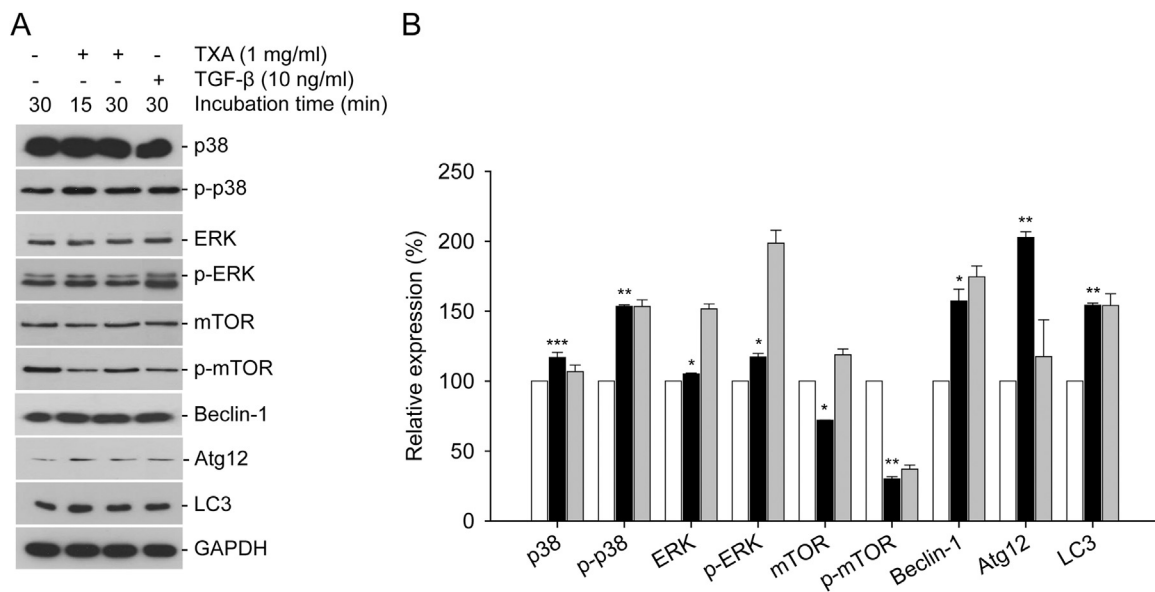 A
- + + - TXA (1 mg/ml)
- - - + TGF-β (10 ng/ml)
30 15 30 30 Incubation time (min)
- p38
- p-p38
- ERK
- p-ERK
- mTOR
- p-mTOR
- Beclin-1
- Atg12
- LC3
- GAPDH
B
Relative expression (%)
250
200
150
100
50
0
***
**
*
*
*
**
*
**
**
p38
p-p38
ERK
p-ERK
mTOR
p-mTOR
Beclin-1
Atg12
LC3